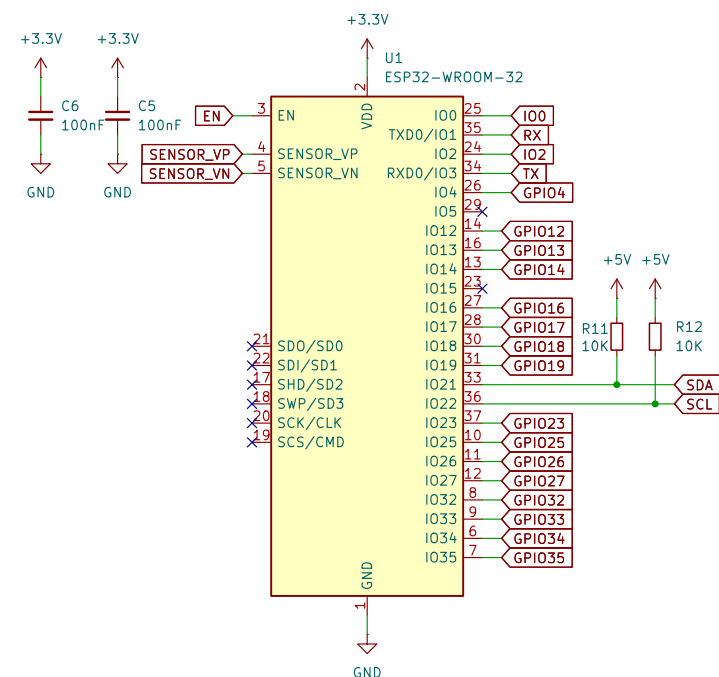 +3.3V
+3.3V +3.3V
U1
ESP32-WROOM-32
C6 C5
100nF 100nF
GND GND
2
VDD
EN 3 EN
SENSOR_VP 4 SENSOR_VP
SENSOR_VN 5 SENSOR_VN
IO0 25 IO0
TXD0/IO1 35 RX
IO2 24 IO2
RXD0/IO3 34 TX
IO4 26 GPIO4
IO5 29
IO12 14 GPIO12
IO13 16 GPIO13
IO14 13 GPIO14
IO15 23
IO16 27 GPIO16
IO17 28 GPIO17
IO18 30 GPIO18
IO19 31 GPIO19
IO21 33 SDA
IO22 36 SCL
IO23 37 GPIO23
IO25 10 GPIO25
IO26 11 GPIO26
IO27 12 GPIO27
IO32 8 GPIO32
IO33 9 GPIO33
IO34 6 GPIO34
IO35 7 GPIO35
+5V +5V
R11 R12
10K 10K
21 SDO/SD0
22 SDI/SD1
17 SHD/SD2
18 SWP/SD3
20 SCK/CLK
19 SCS/CMD
GND
1
GND